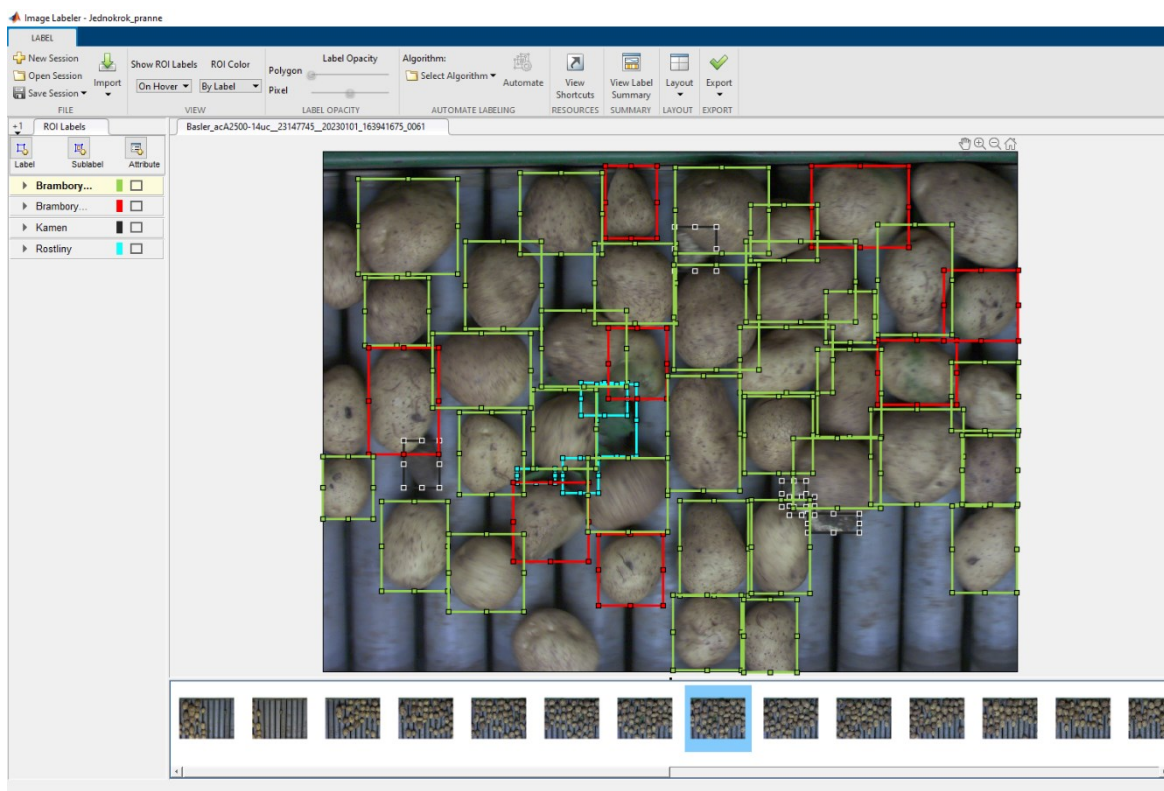 Image Labeler - Jednokrok_pranne
LABEL
New Session
Open Session
Save Session
Import
FILE
Show ROI Labels ROI Color
On Hover By Label
VIEW
Label Opacity
Polygon
Pixel
LABEL OPACITY
Algorithm:
Select Algorithm
Automate
AUTOMATE LABELING
View
Shortcuts
RESOURCES
View Label
Summary
SUMMARY
Layout
LAYOUT
Export
EXPORT
+1 ROI Labels
Label Sublabel Attribute
Brambory...
Brambory...
Kamen
Rostliny
Basler_acA2500-14uc__23147745__20230101_163941675_0061